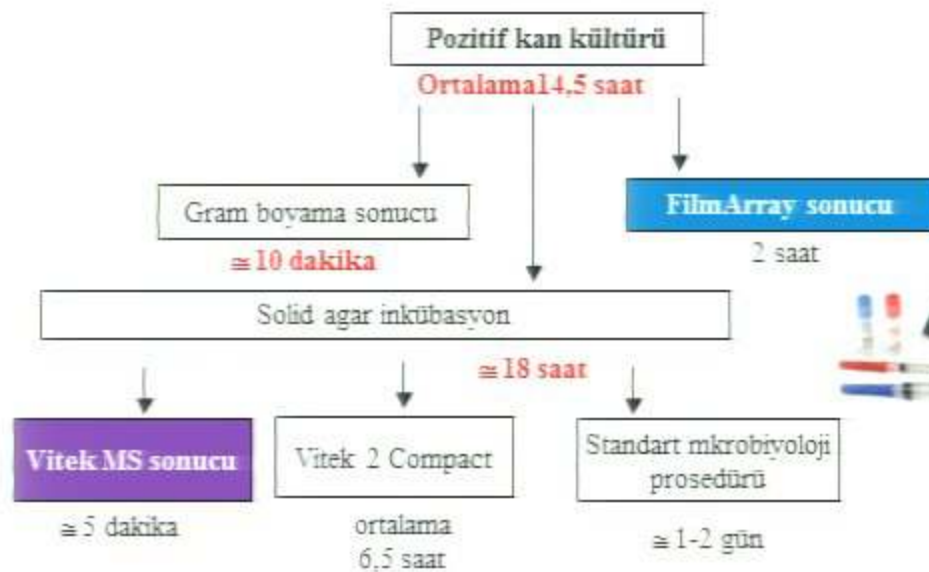 Pozitif kan kültürü
Ortalama14,5 saat
Gram boyama sonucu
≅ 10 dakika
FilmArray sonucu
2 saat
Solid agar inkübasyon
≅ 18 saat
Vitek MS sonucu
≅ 5 dakika
Vitek 2 Compact
ortalama
6,5 saat
Standart mkrobiyoloji
prosedürü
≅ 1-2 gün